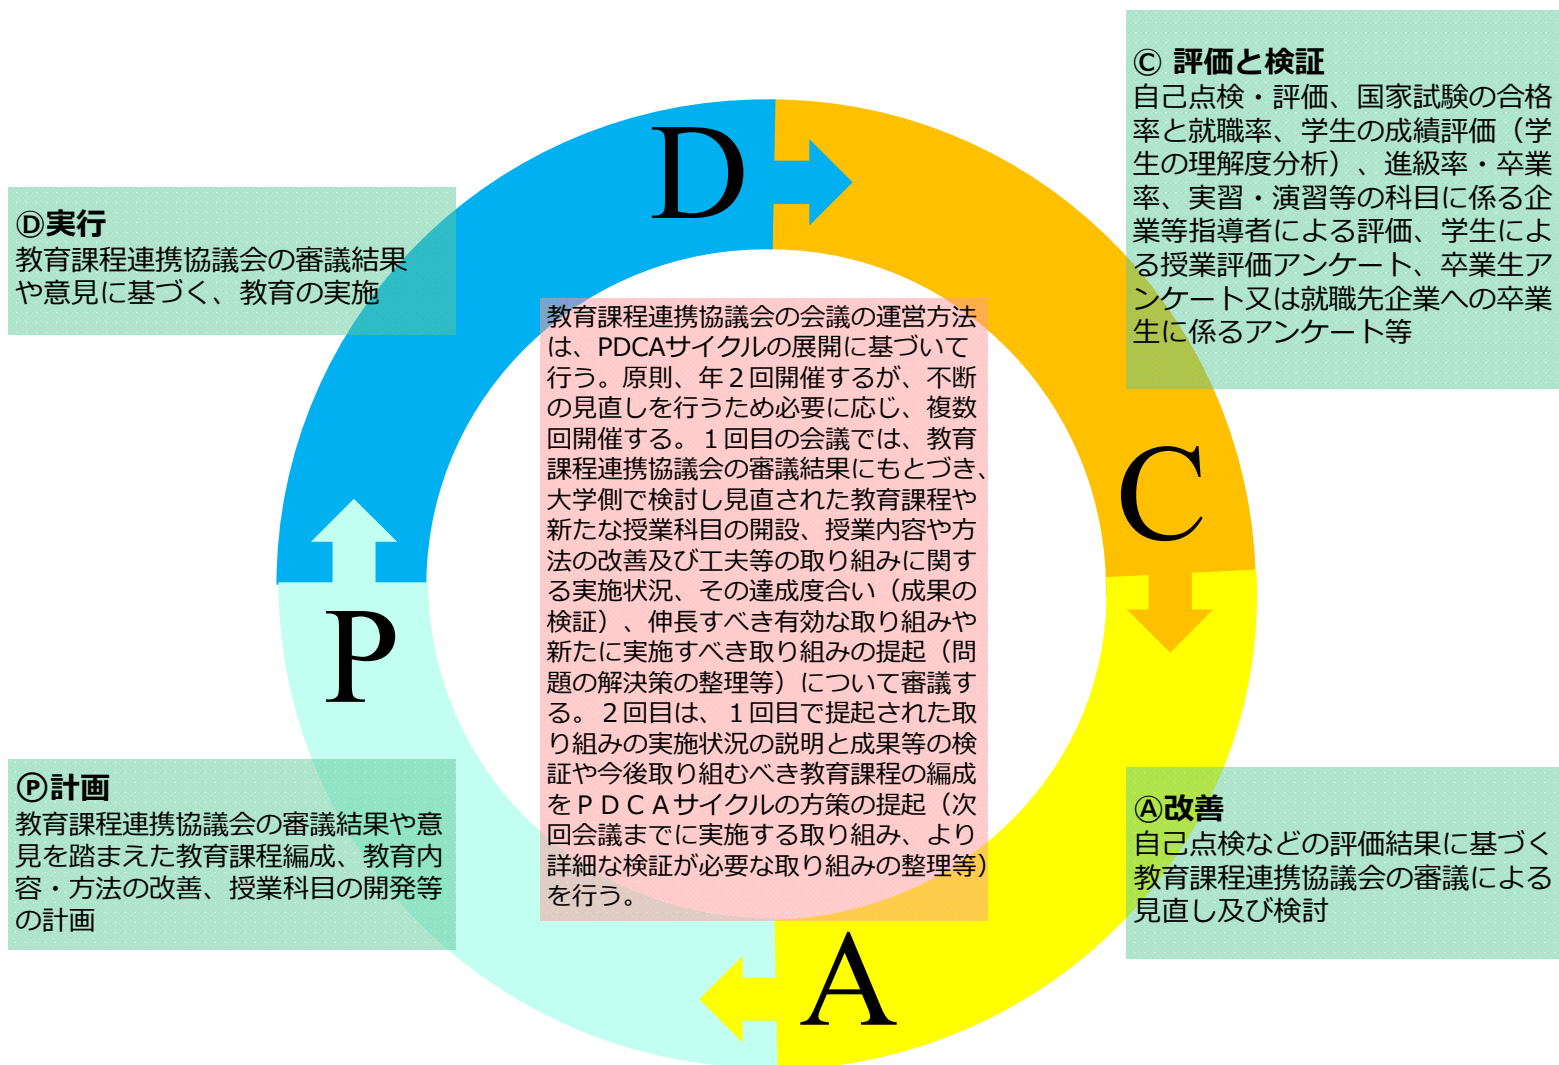 Ⓒ 評価と検証
自己点検・評価、国家試験の合格
率と就職率、学生の成績評価（学
生の理解度分析）、進級率・卒業
率、実習・演習等の科目に係る企
業等指導者による評価、学生によ
る授業評価アンケート、卒業生ア
ンケート又は就職先企業への卒業
生に係るアンケート等
D
Ⓓ実行
教育課程連携協議会の審議結果
や意見に基づく、教育の実施
教育課程連携協議会の会議の運営方法
は、PDCAサイクルの展開に基づいて
行う。原則、年２回開催するが、不断
の見直しを行うため必要に応じ、複数
回開催する。１回目の会議では、教育
課程連携協議会の審議結果にもとづき、
大学側で検討し見直された教育課程や
新たな授業科目の開設、授業内容や方
法の改善及び工夫等の取り組みに関す
る実施状況、その達成度合い（成果の
検証）、伸長すべき有効な取り組みや
新たに実施すべき取り組みの提起（問
題の解決策の整理等）について審議す
る。２回目は、１回目で提起された取
り組みの実施状況の説明と成果等の検
証や今後取り組むべき教育課程の編成
をＰＤＣＡサイクルの方策の提起（次
回会議までに実施する取り組み、より
詳細な検証が必要な取り組みの整理等）
を行う。
C
P
Ⓟ計画
教育課程連携協議会の審議結果や意
見を踏まえた教育課程編成、教育内
容・方法の改善、授業科目の開発等
の計画
Ⓐ改善
自己点検などの評価結果に基づく
教育課程連携協議会の審議による
見直し及び検討
A